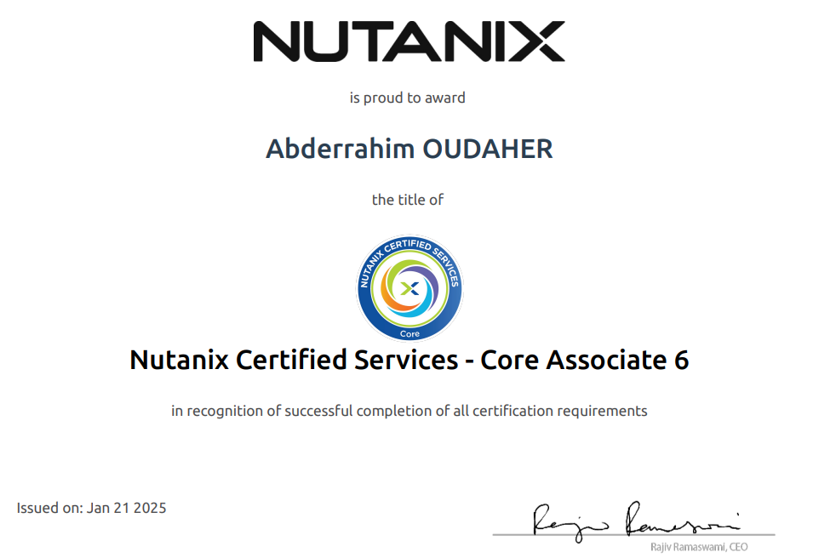 NUTANIX
is proud to award
Abderrahim OUDAHER
the title of
NUTANIX CERTIFIED SERVICES
Core
Nutanix Certified Services - Core Associate 6
in recognition of successful completion of all certification requirements
Issued on: Jan 21 2025
Rajiv Ramaswami
Rajiv Ramaswami, CEO